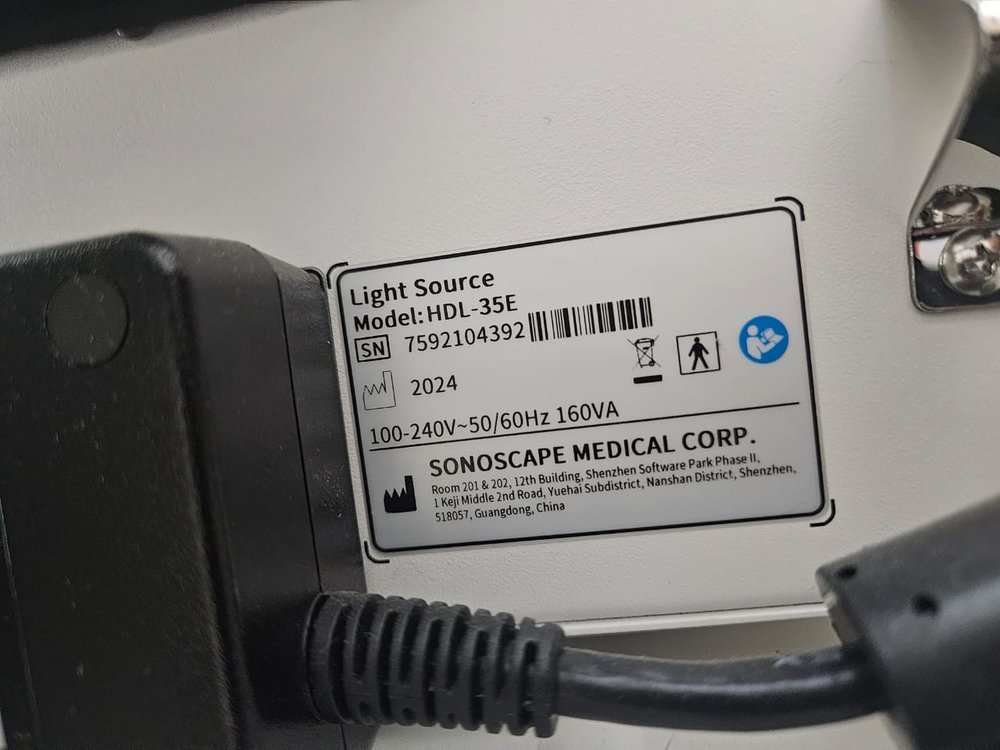 Light Source
Model: HDL-35E
SN 7592104392
2024
100-240V~50/60Hz 160VA
SONOSCAPE MEDICAL CORP.
Room 201 & 202, 12th Building, Shenzhen Software Park Phase II,
1 Keji Middle 2nd Road, Yuehai Subdistrict, Nanshan District, Shenzhen,
518057, Guangdong, China